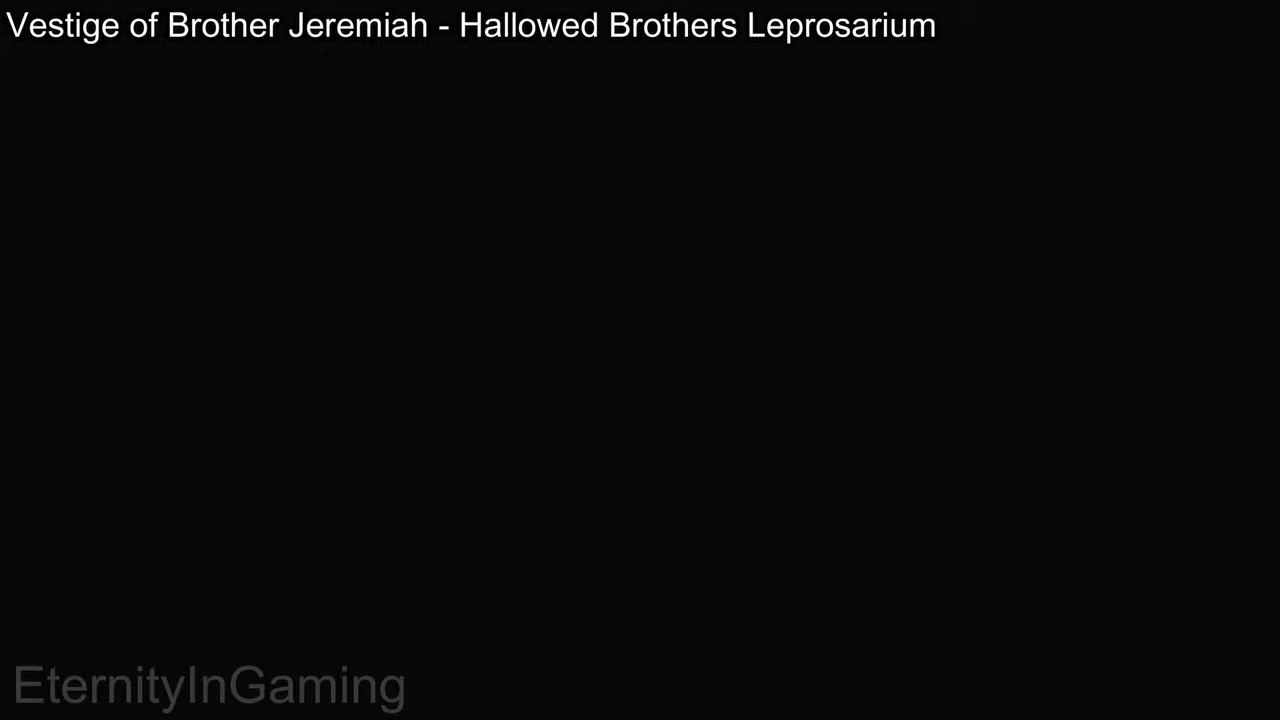 Vestige of Brother Jeremiah - Hallowed Brothers Leprosarium
EternityInGaming